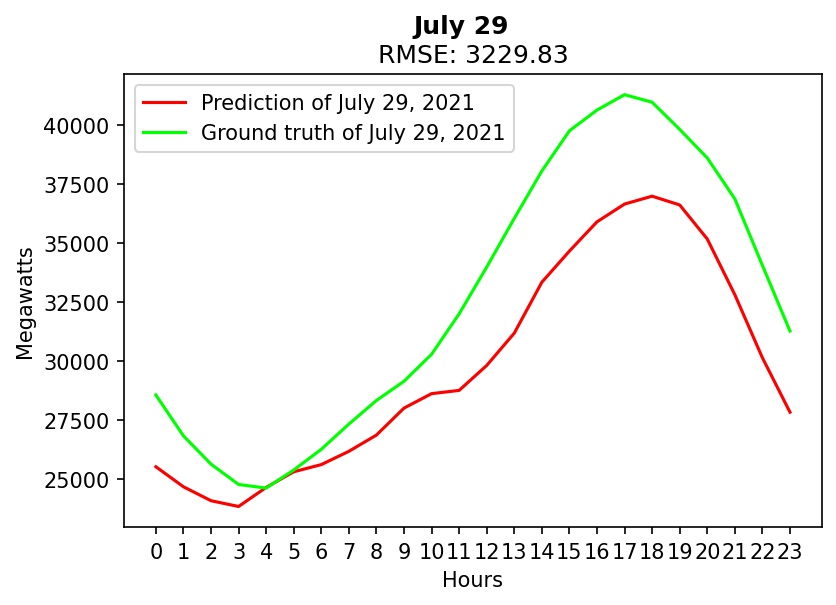 July 29
RMSE: 3229.83
Prediction of July 29, 2021
Ground truth of July 29, 2021
40000
37500
35000
32500
30000
27500
25000
Megawatts
0 1 2 3 4 5 6 7 8 9 10 11 12 13 14 15 16 17 18 19 20 21 22 23
Hours